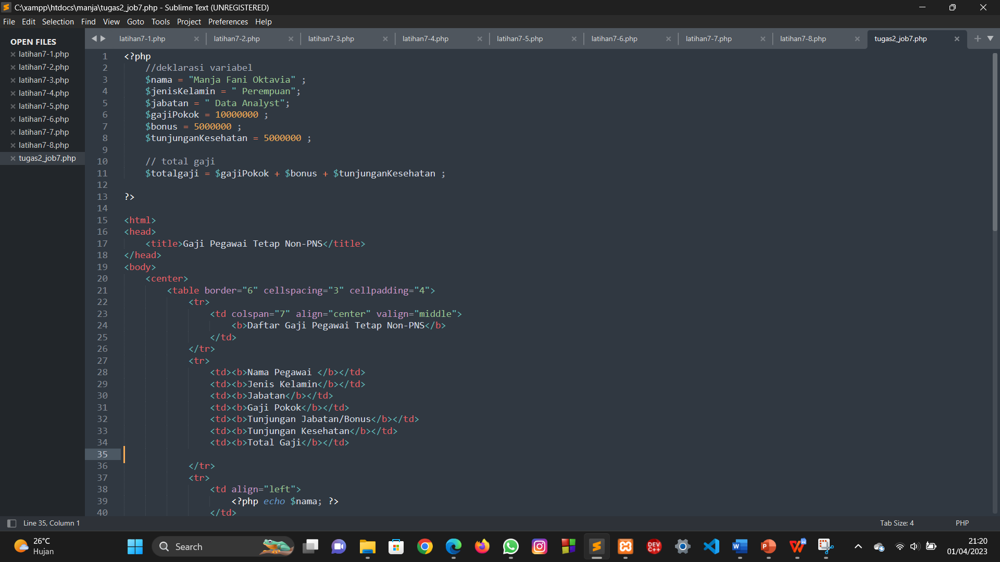 C:\xampp\htdocs\manja\tugas2_job7.php - Sublime Text (UNREGISTERED)
File Edit Selection Find View Goto Tools Project Preferences Help
OPEN FILES
latihan7-1.php
latihan7-2.php
latihan7-3.php
latihan7-4.php
latihan7-5.php
latihan7-6.php
latihan7-7.php
latihan7-8.php
tugas2_job7.php
latihan7-1.php latihan7-2.php latihan7-3.php latihan7-4.php latihan7-5.php latihan7-6.php latihan7-7.php latihan7-8.php tugas2_job7.php
1 <?php
2 //deklarasi variabel
3 $nama = "Manja Fani Oktavia" ;
4 $jenisKelamin = " Perempuan";
5 $jabatan = " Data Analyst";
6 $gajiPokok = 10000000 ;
7 $bonus = 5000000 ;
8 $tunjunganKesehatan = 5000000 ;
9
10 // total gaji
11 $totalgaji = $gajiPokok + $bonus + $tunjunganKesehatan ;
12
13 ?>
14
15 <html>
16 <head>
17 <title>Gaji Pegawai Tetap Non-PNS</title>
18 </head>
19 <body>
20 <center>
21 <table border="6" cellspacing="3" cellpadding="4">
22 <tr>
23 <td colspan="7" align="center" valign="middle">
24 <b>Daftar Gaji Pegawai Tetap Non-PNS</b>
25 </td>
26 </tr>
27 <tr>
28 <td><b>Nama Pegawai </b></td>
29 <td><b>Jenis Kelamin</b></td>
30 <td><b>Jabatan</b></td>
31 <td><b>Gaji Pokok</b></td>
32 <td><b>Tunjungan Jabatan/Bonus</b></td>
33 <td><b>Tunjungan Kesehatan</b></td>
34 <td><b>Total Gaji</b></td>
35
36 </tr>
37 <tr>
38 <td align="left">
39 <?php echo $nama; ?>
40 </td>
Line 35, Column 1 Tab Size: 4 PHP
26°C
Hujan
Search
DEV C++
21:20
01/04/2023